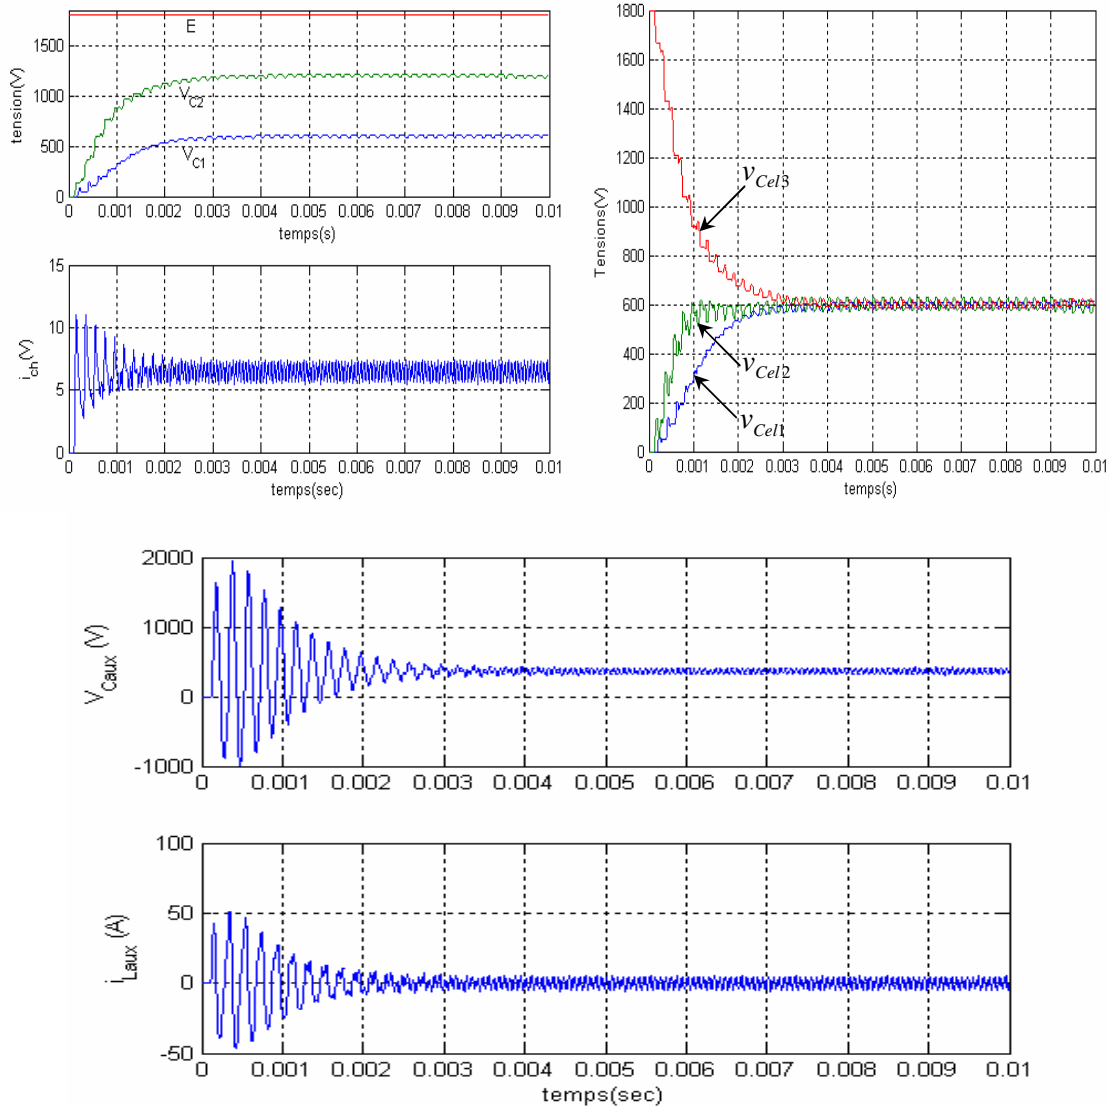 tension(V)
1500
1000
500
0
E
V_C2
V_C1
0 0.001 0.002 0.003 0.004 0.005 0.006 0.007 0.008 0.009 0.01
temps(s)
i_ch(V)
15
10
5
0
0 0.001 0.002 0.003 0.004 0.005 0.006 0.007 0.008 0.009 0.01
temps(sec)
Tensions(V)
1800
1400
1200
1800
1000
800
600
400
200
0
v_Cel3
v_Cel2
v_Cel1
0 0.001 0.002 0.003 0.004 0.005 0.006 0.007 0.008 0.009 0.01
temps(s)
V_Caux (V)
2000
1000
0
-1000
0 0.001 0.002 0.003 0.004 0.005 0.006 0.007 0.008 0.009 0.01
i_Laux (A)
100
50
0
-50
0 0.001 0.002 0.003 0.004 0.005 0.006 0.007 0.008 0.009 0.01
temps(sec)